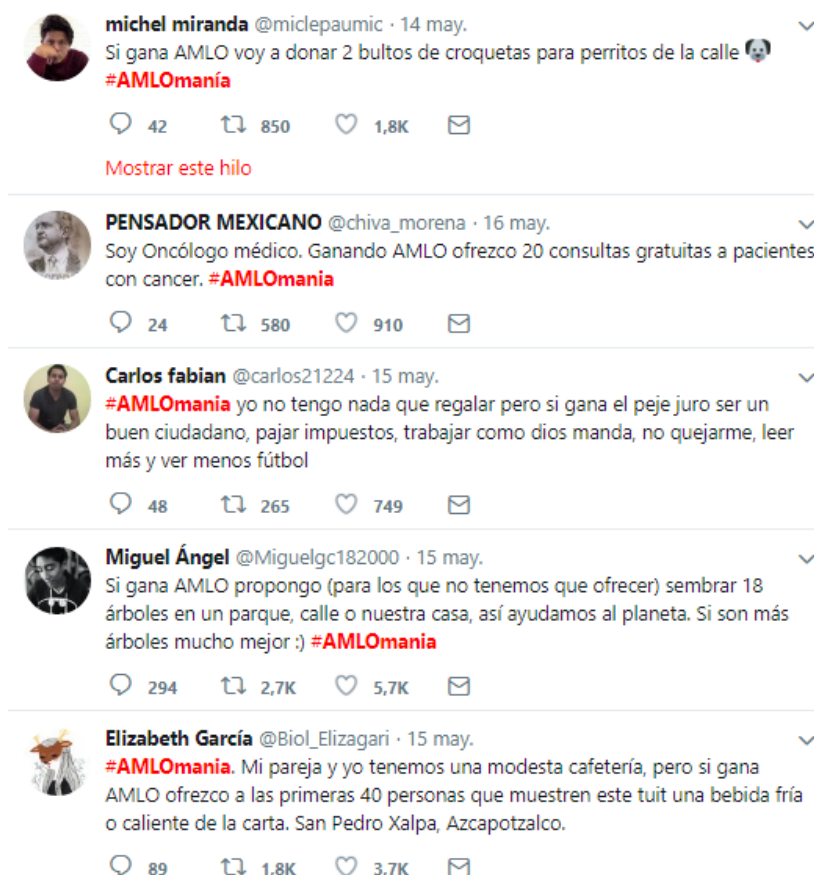 michel miranda @miclepaumic · 14 may.
Si gana AMLO voy a donar 2 bultos de croquetas para perritos de la calle 🐶
#AMLOmanía
42 850 1,8K
Mostrar este hilo
PENSADOR MEXICANO @chiva_morena · 16 may.
Soy Oncólogo médico. Ganando AMLO ofrezco 20 consultas gratuitas a pacientes
con cancer. #AMLOmania
24 580 910
Carlos fabian @carlos21224 · 15 may.
#AMLOmania yo no tengo nada que regalar pero si gana el peje juro ser un
buen ciudadano, pajar impuestos, trabajar como dios manda, no quejarme, leer
más y ver menos fútbol
48 265 749
Miguel Ángel @Miguelgc182000 · 15 may.
Si gana AMLO propongo (para los que no tenemos que ofrecer) sembrar 18
árboles en un parque, calle o nuestra casa, así ayudamos al planeta. Si son más
árboles mucho mejor :) #AMLOmania
294 2,7K 5,7K
Elizabeth García @Biol_Elizagari · 15 may.
#AMLOmania. Mi pareja y yo tenemos una modesta cafetería, pero si gana
AMLO ofrezco a las primeras 40 personas que muestren este tuit una bebida fría
o caliente de la carta. San Pedro Xalpa, Azcapotzalco.
89 1,8K 3,7K